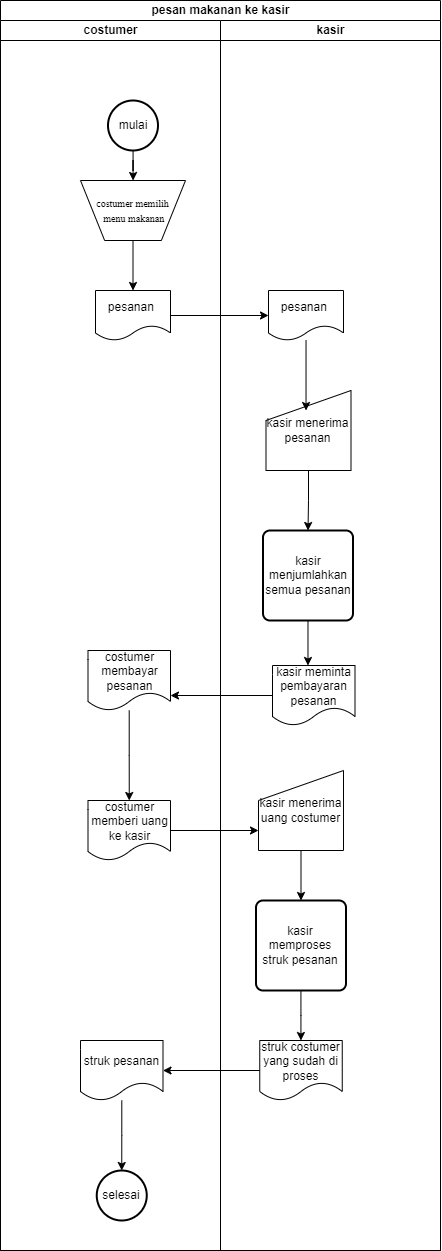 pesan makanan ke kasir
costumer
kasir
mulai
costumer memilih
menu makanan
pesanan
pesanan
kasir menerima
pesanan
kasir
menjumlahkan
semua pesanan
kasir meminta
pembayaran
pesanan
costumer
membayar
pesanan
costumer
memberi uang
ke kasir
kasir menerima
uang costumer
kasir
memproses
struk pesanan
struk costumer
yang sudah di
proses
struk pesanan
selesai